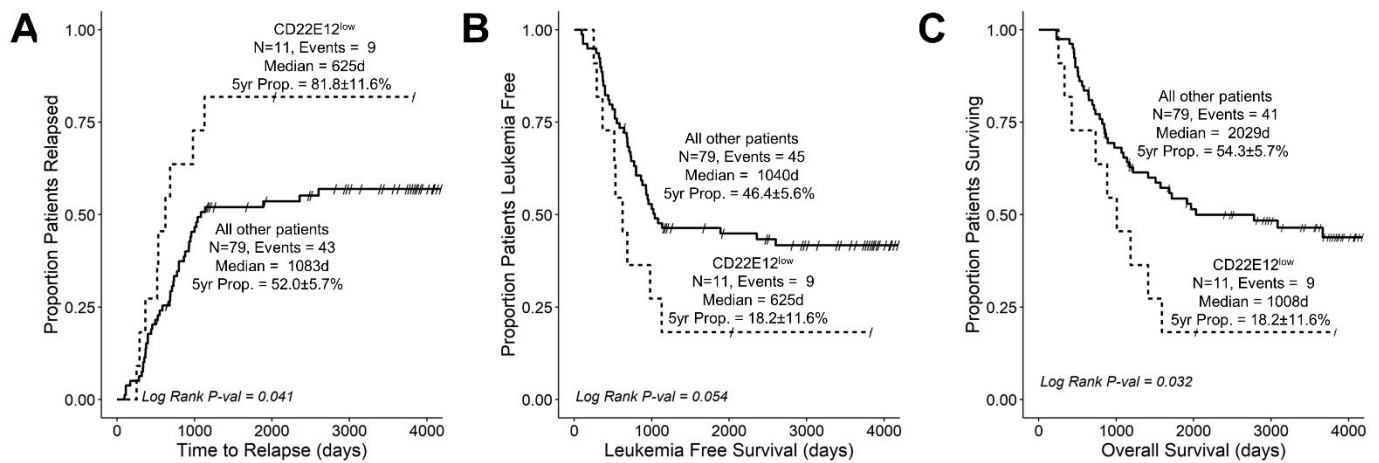 A
Proportion Patients Relapsed
1.00
0.75
0.50
0.25
0.00
CD22E12low
N=11, Events = 9
Median = 625d
5yr Prop. = 81.8±11.6%
All other patients
N=79, Events = 43
Median = 1083d
5yr Prop. = 52.0±5.7%
Log Rank P-val = 0.041
0 1000 2000 3000 4000
Time to Relapse (days)
B
Proportion Patients Leukemia Free
1.00
0.75
0.50
0.25
0.00
All other patients
N=79, Events = 45
Median = 1040d
5yr Prop. = 46.4±5.6%
CD22E12low
N=11, Events = 9
Median = 625d
5yr Prop. = 18.2±11.6%
Log Rank P-val = 0.054
0 1000 2000 3000 4000
Leukemia Free Survival (days)
C
Proportion Patients Surviving
1.00
0.75
0.50
0.25
0.00
All other patients
N=79, Events = 41
Median = 2029d
5yr Prop. = 54.3±5.7%
CD22E12low
N=11, Events = 9
Median = 1008d
5yr Prop. = 18.2±11.6%
Log Rank P-val = 0.032
0 1000 2000 3000 4000
Overall Survival (days)